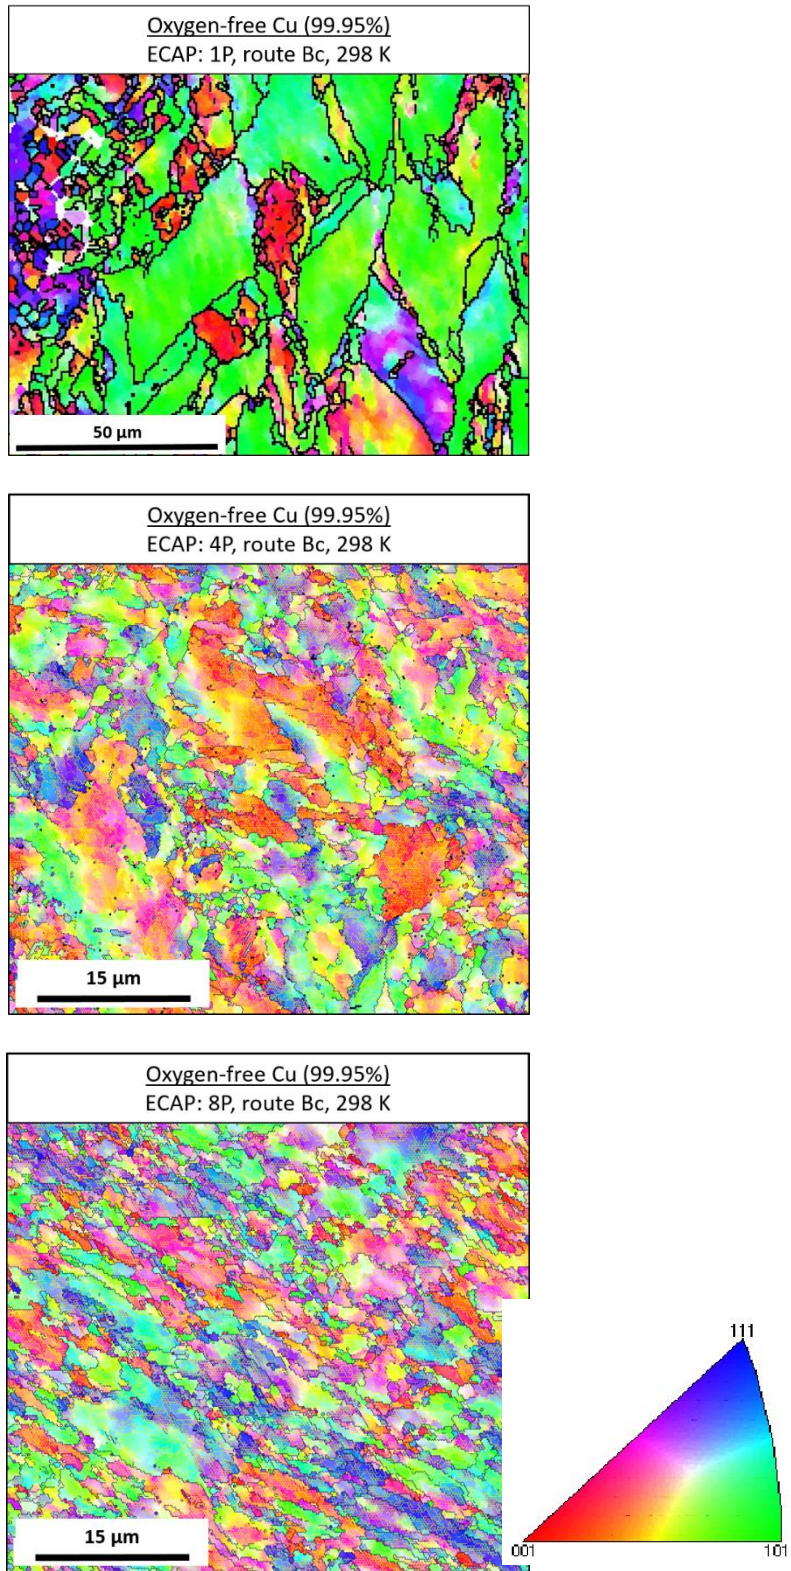 Oxygen-free Cu (99.95%)
ECAP: 1P, route Bc, 298 K
50 µm
Oxygen-free Cu (99.95%)
ECAP: 4P, route Bc, 298 K
15 µm
Oxygen-free Cu (99.95%)
ECAP: 8P, route Bc, 298 K
111
15 µm
001
101